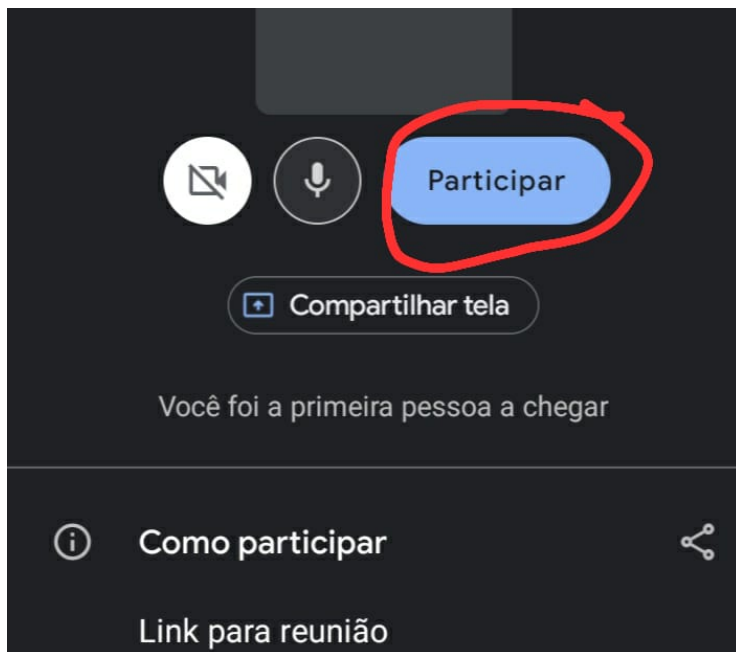 Participar
Compartilhar tela
Você foi a primeira pessoa a chegar
Como participar
Link para reunião